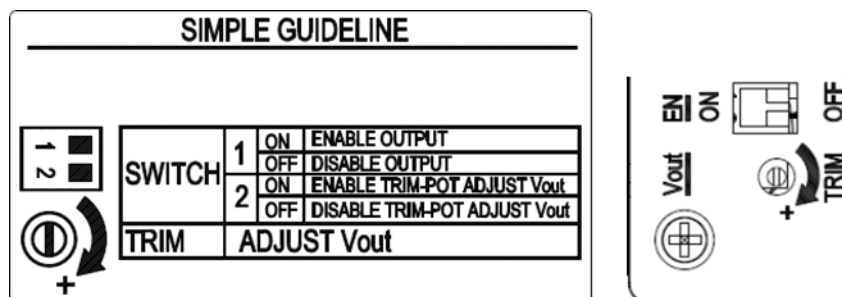 SIMPLE GUIDELINE
1
2
+
SWITCH 1 ON ENABLE OUTPUT
OFF DISABLE OUTPUT
2 ON ENABLE TRIM-POT ADJUST Vout
OFF DISABLE TRIM-POT ADJUST Vout
TRIM ADJUST Vout
EN
ON
OFF
Vout
TRIM
+